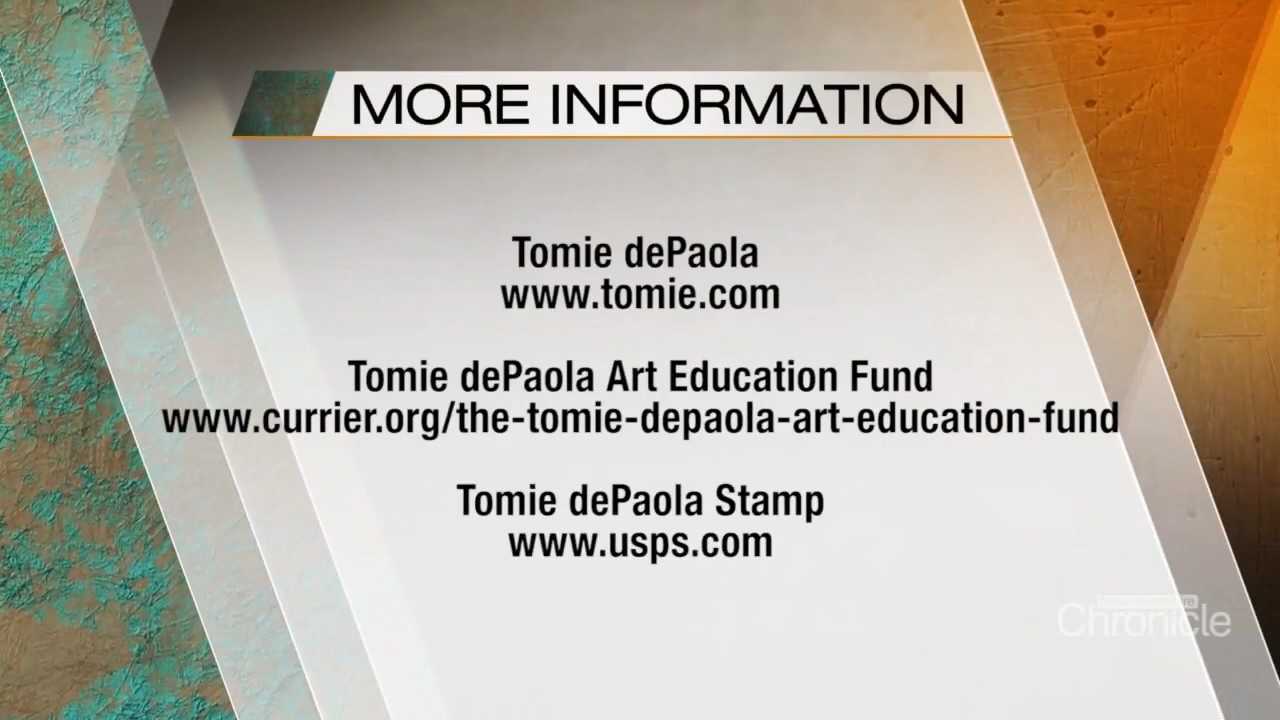 MORE INFORMATION
Tomie dePaola
www.tomie.com
Tomie dePaola Art Education Fund
www.currier.org/the-tomie-depaola-art-education-fund
Tomie dePaola Stamp
www.usps.com
Chronicle